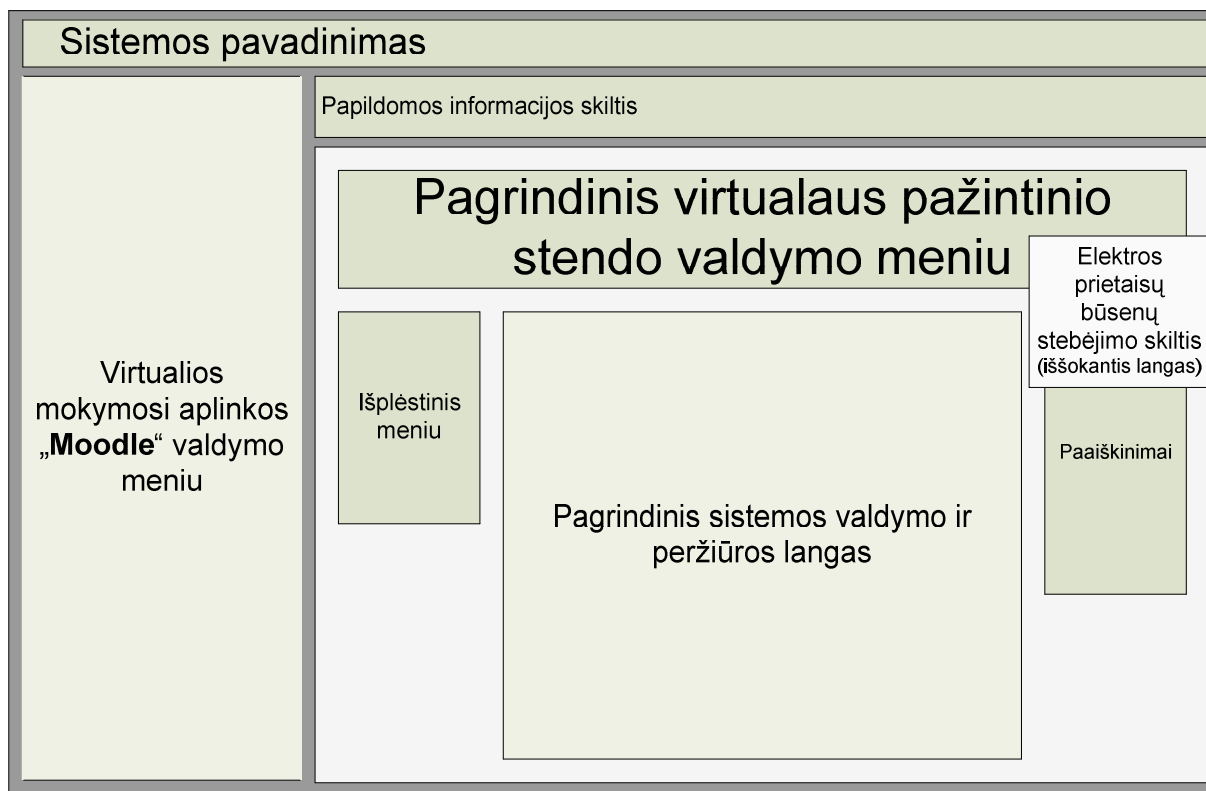 Sistemos pavadinimas
Papildomos informacijos skiltis
Pagrindinis virtualaus pažintinio
stendo valdymo meniu
Elektros
prietaisų
būsenų
stebėjimo skiltis
(iššokantis langas)
Virtualios
mokymosi aplinkos
„Moodle“ valdymo
meniu
Išplėstinis
meniu
Pagrindinis sistemos valdymo ir
peržiūros langas
Paaiškinimai